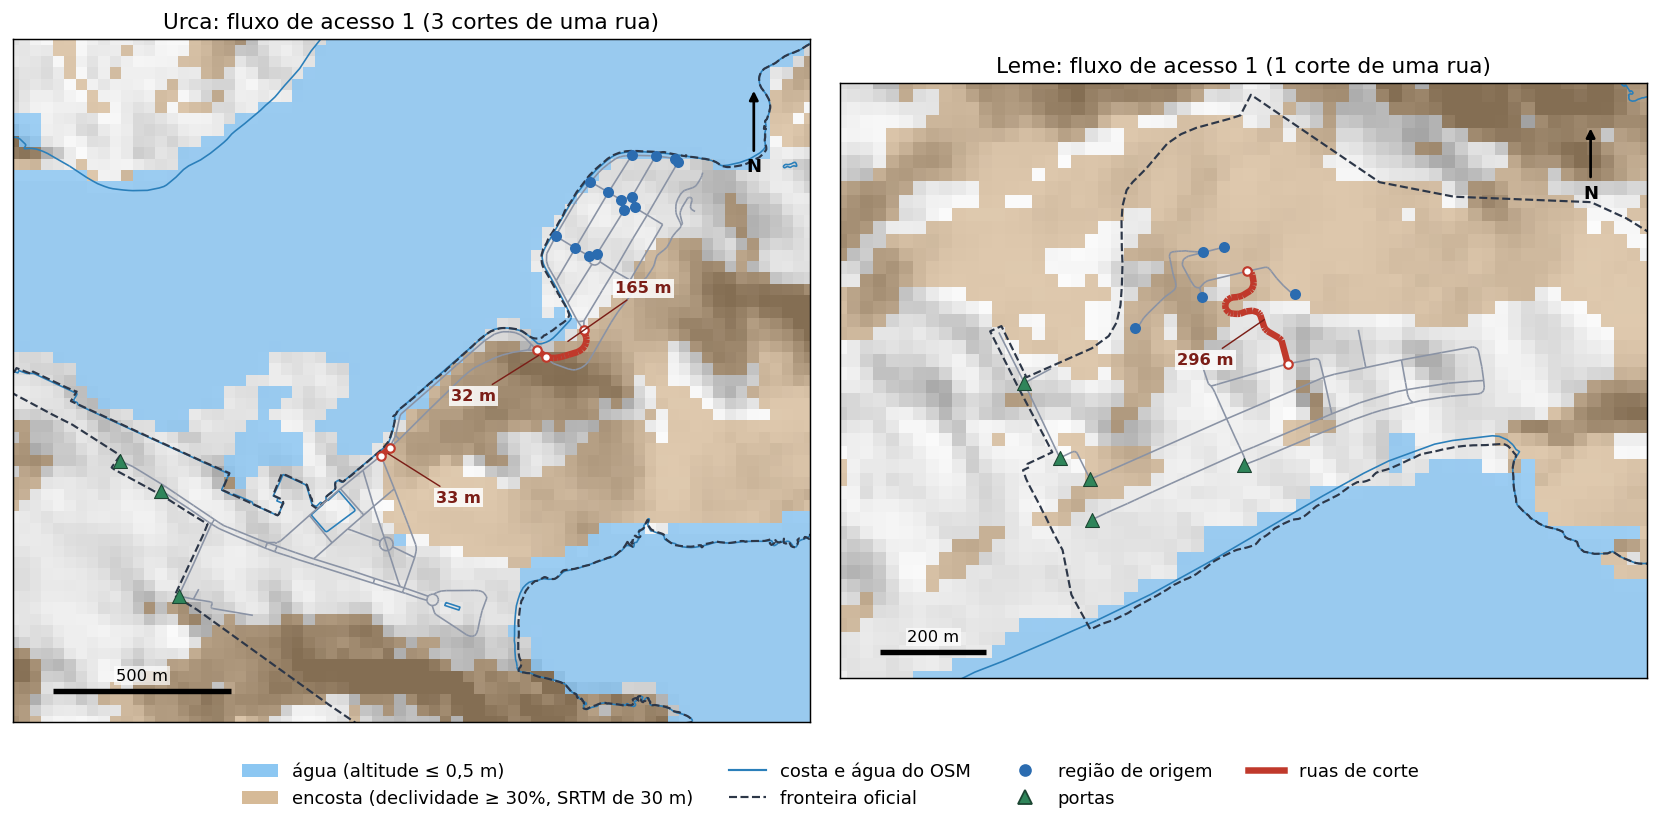 Urca: fluxo de acesso 1 (3 cortes de uma rua)
N
165 m
32 m
33 m
500 m
Leme: fluxo de acesso 1 (1 corte de uma rua)
N
296 m
200 m
água (altitude ≤ 0,5 m)
encosta (declividade ≥ 30%, SRTM de 30 m)
costa e água do OSM
fronteira oficial
região de origem
portas
ruas de corte